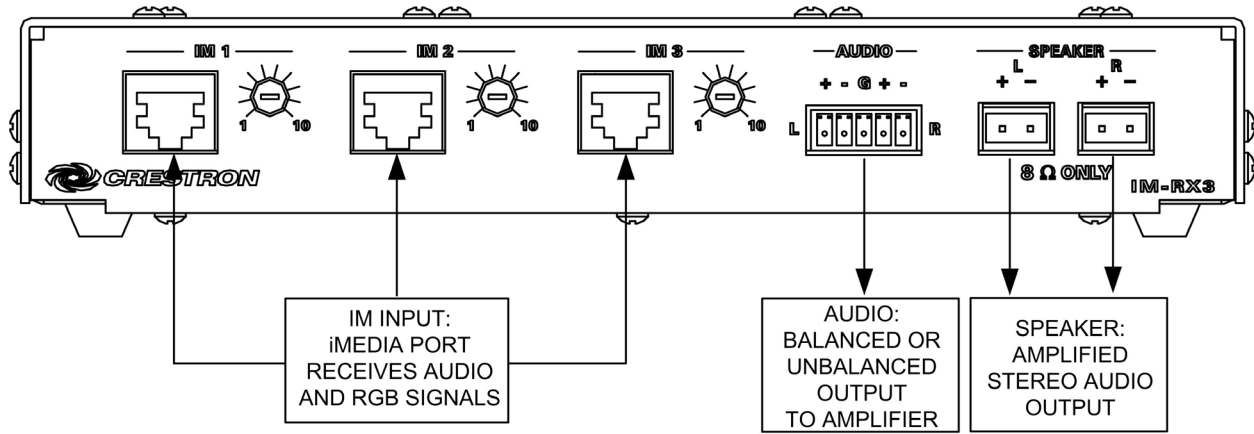 IM 1 IM 2 IM 3 AUDIO SPEAKER
L R
+ - G + - + - + -
1 10 1 10 1 10
L R
CRESTRON 8 Ω ONLY
IM-RX3
IM INPUT:
iMEDIA PORT
RECEIVES AUDIO
AND RGB SIGNALS
AUDIO:
BALANCED OR
UNBALANCED
OUTPUT
TO AMPLIFIER
SPEAKER:
AMPLIFIED
STEREO AUDIO
OUTPUT